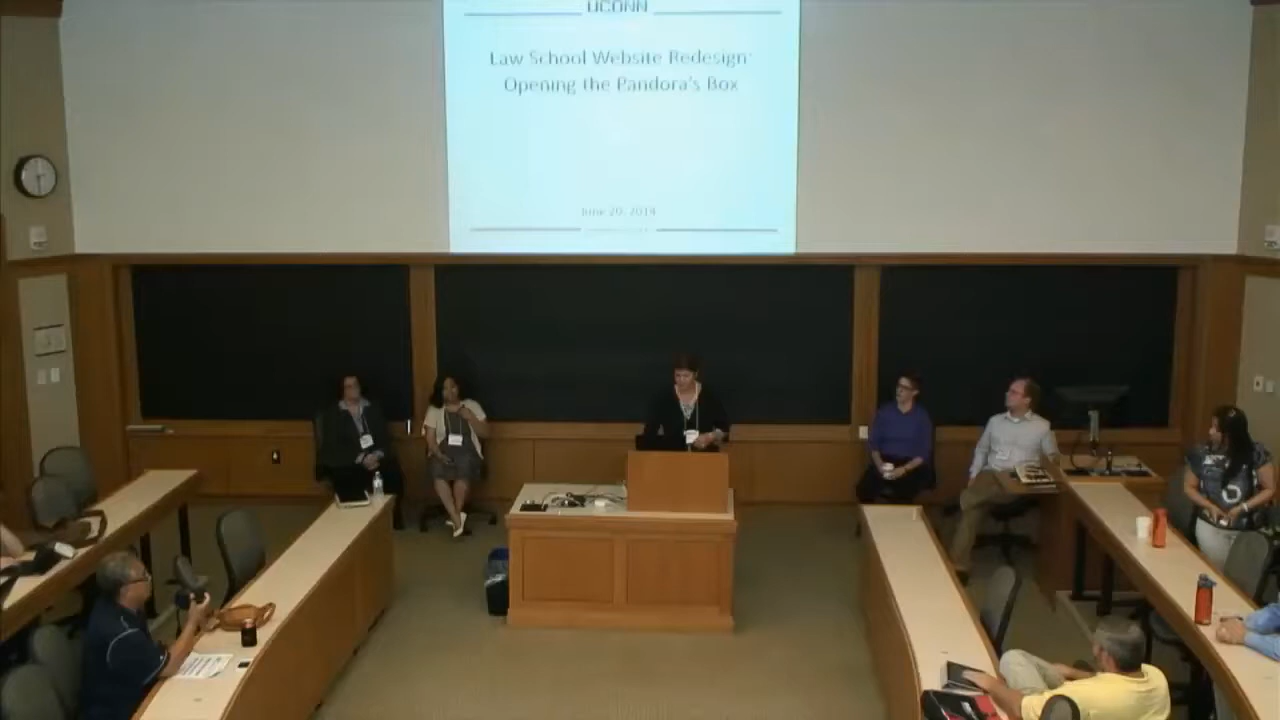 UCONN
Law School Website Redesign:
Opening the Pandora's Box
June 20, 2014